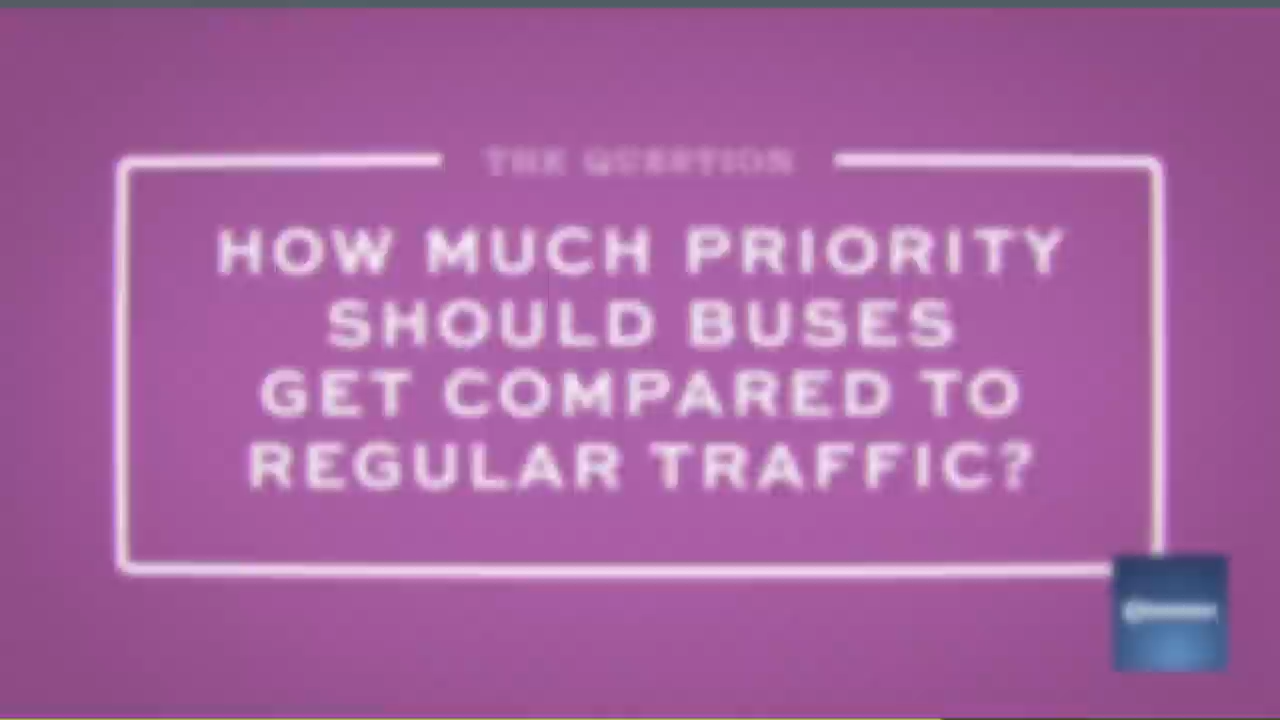 THE QUESTION
HOW MUCH PRIORITY
SHOULD BUSES
GET COMPARED TO
REGULAR TRAFFIC?